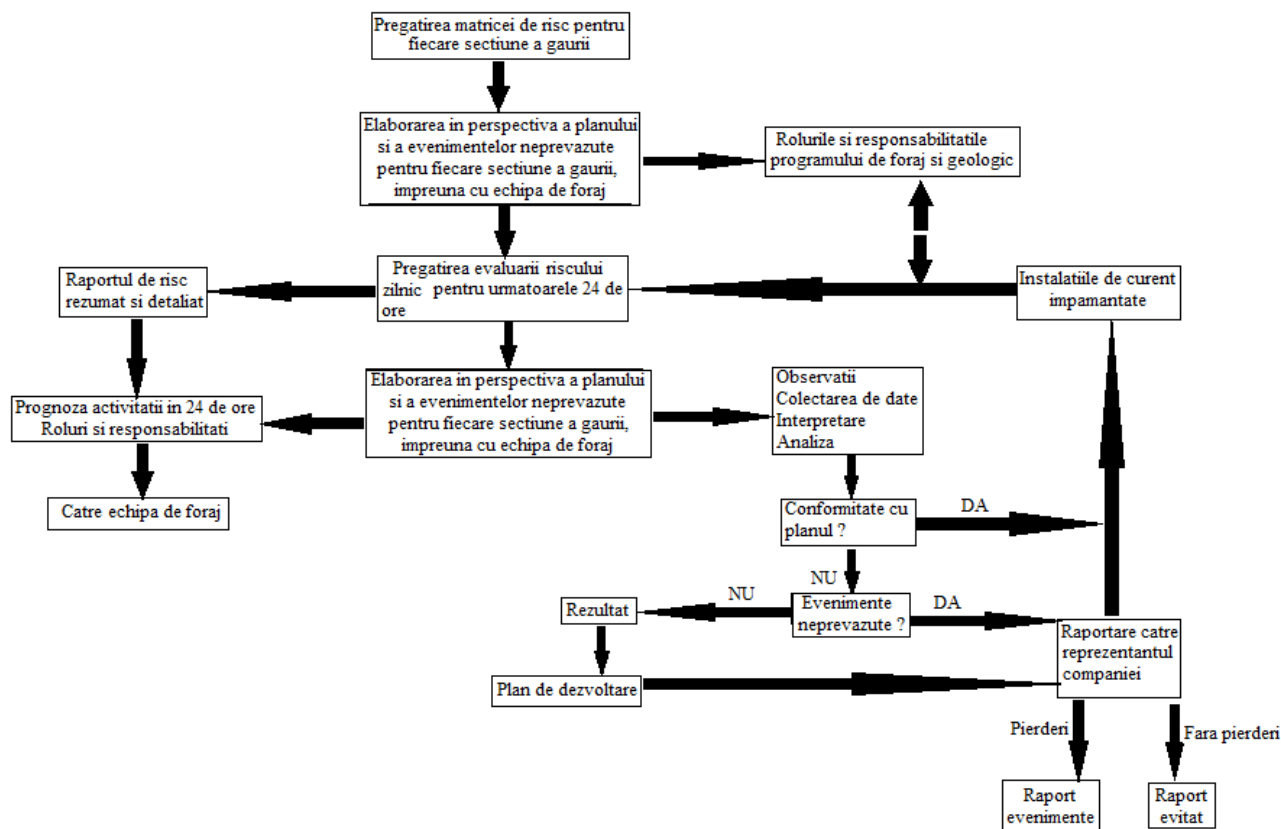 Pregatirea matricei de risc pentru
fiecare sectiune a gaurii
Elaborarea in perspectiva a planului
si a evenimentelor neprevazute
pentru fiecare sectiune a gaurii,
impreuna cu echipa de foraj
Rolurile si responsabilitatile
programului de foraj si geologic
Raportul de risc
rezumat si detaliat
Pregatirea evaluarii riscului
zilnic pentru urmatoarele 24 de
ore
Instalatiile de curent
impamantate
Prognoza activitatii in 24 de ore
Roluri si responsabilitati
Elaborarea in perspectiva a planului
si a evenimentelor neprevazute
pentru fiecare sectiune a gaurii,
impreuna cu echipa de foraj
Observatii
Colectarea de date
Interpretare
Analiza
Catre echipa de foraj
Conformitate cu
planul ?
DA
NU
Rezultat
NU
Evenimente
neprevazute ?
DA
Raportare catre
reprezentantul
companiei
Plan de dezvoltare
Pierderi
Fara pierderi
Raport
evenimente
Raport
evitat